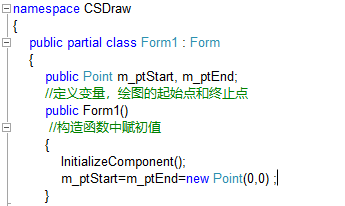 namespace CSDraw
{
public partial class Form1 : Form
{
public Point m_ptStart, m_ptEnd;
//定义变量，绘图的起始点和终止点
public Form1()
//构造函数中赋初值
{
InitializeComponent();
m_ptStart=m_ptEnd=new Point(0,0) ;
}